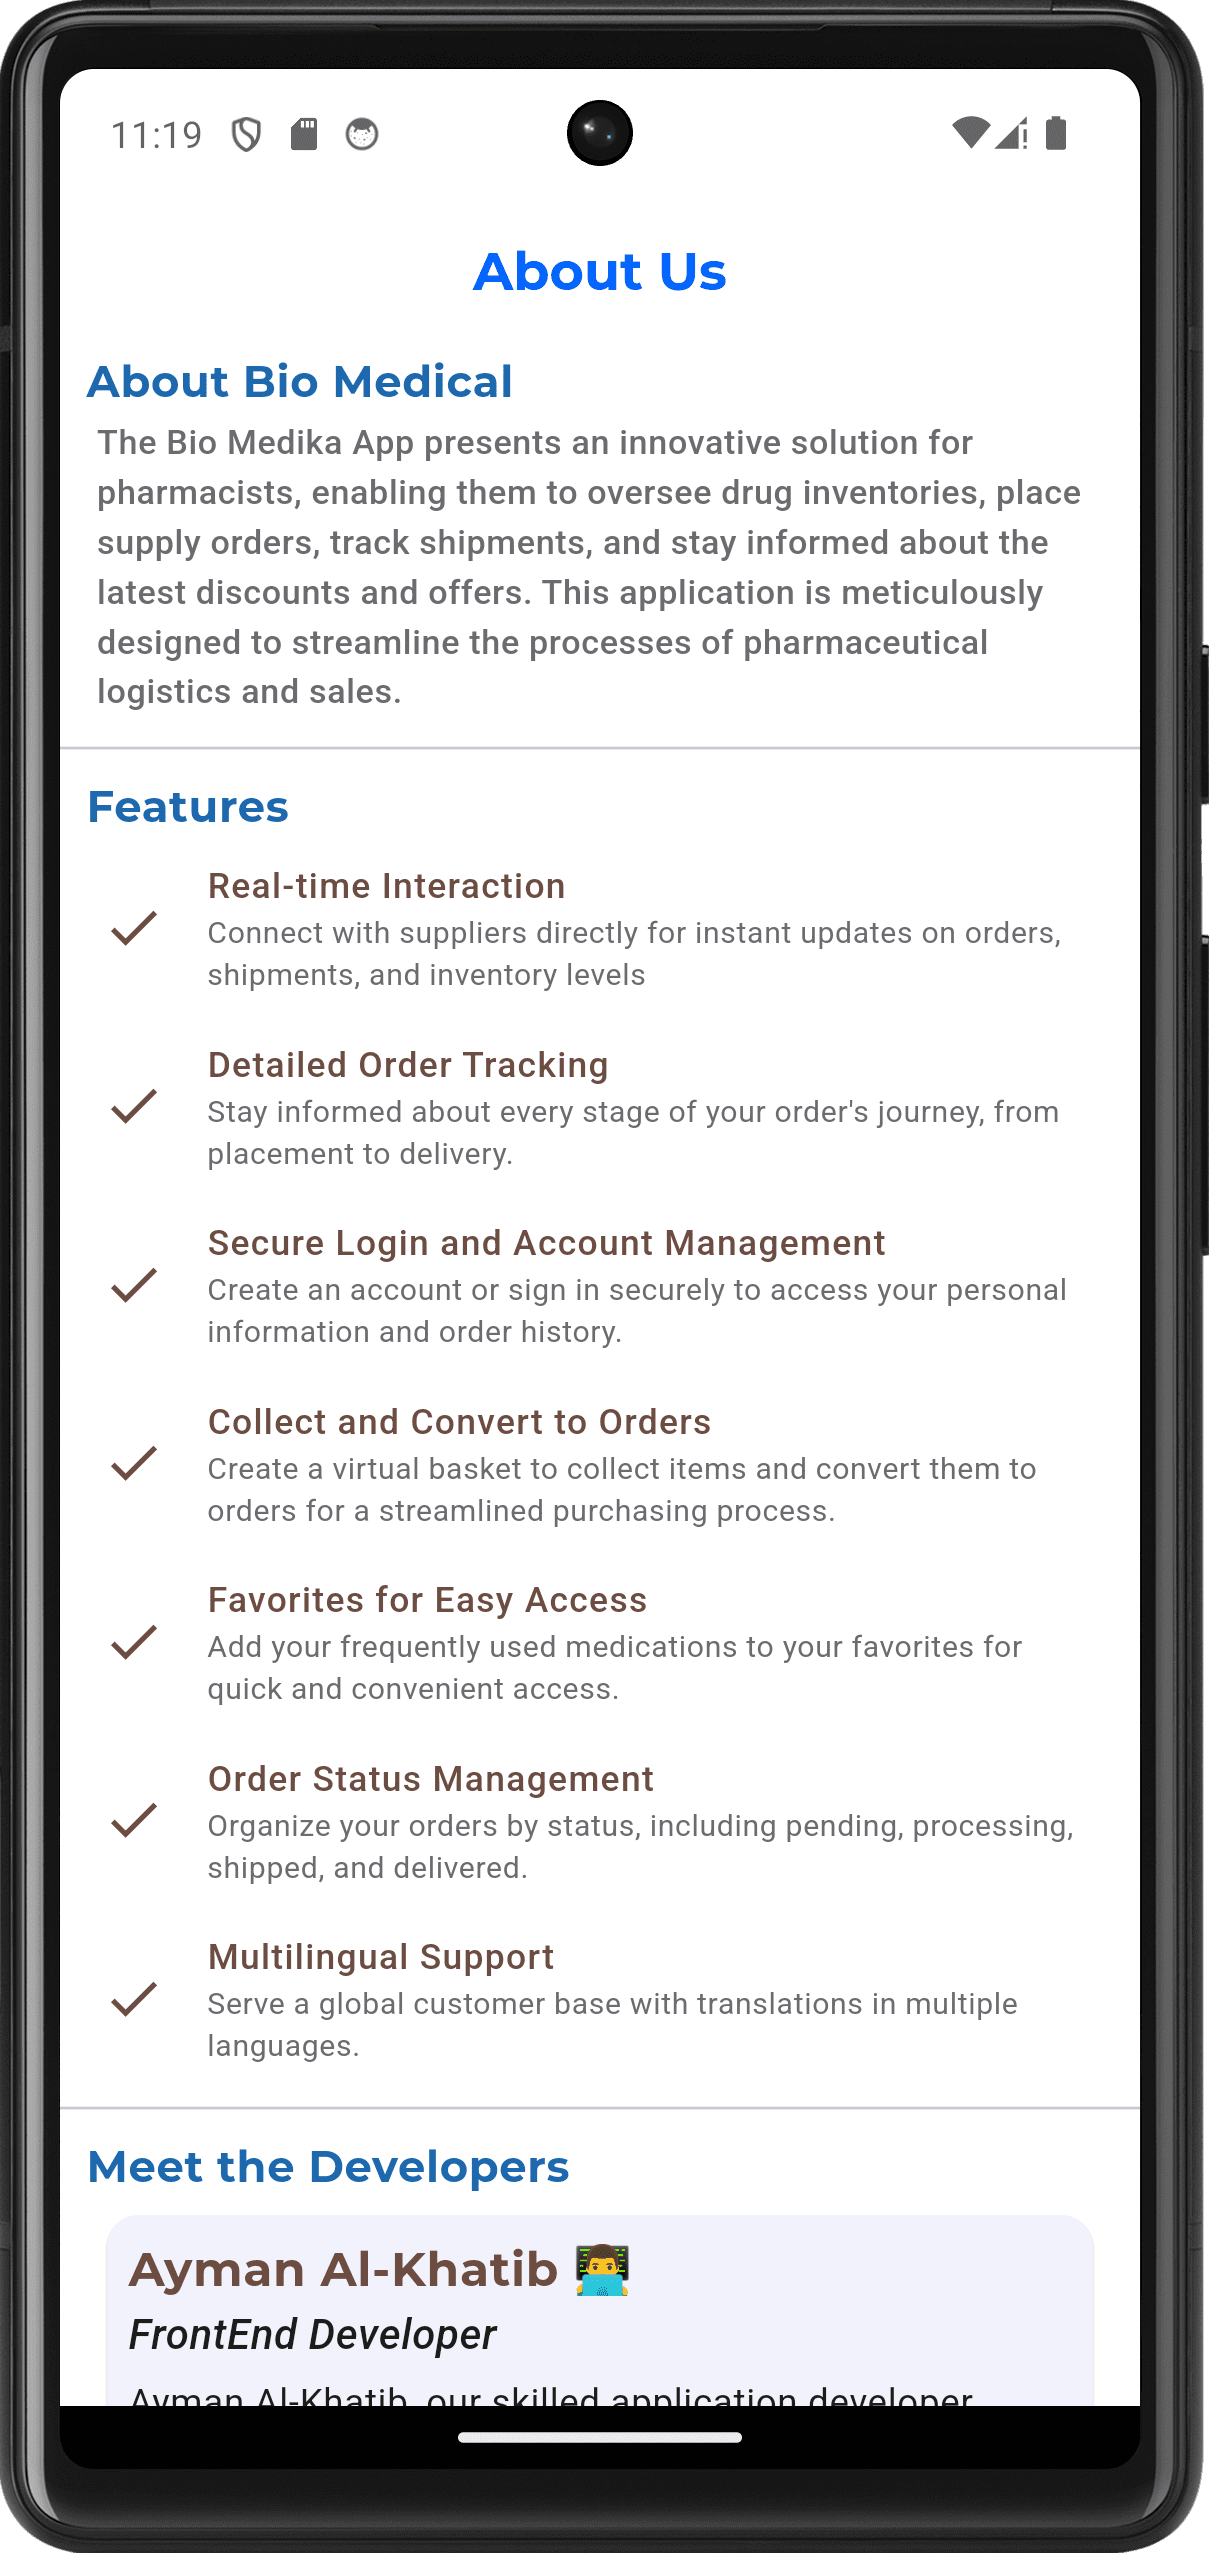 11:19
About Us
About Bio Medical
The Bio Medika App presents an innovative solution for
pharmacists, enabling them to oversee drug inventories, place
supply orders, track shipments, and stay informed about the
latest discounts and offers. This application is meticulously
designed to streamline the processes of pharmaceutical
logistics and sales.
Features
Real-time Interaction
Connect with suppliers directly for instant updates on orders,
shipments, and inventory levels
Detailed Order Tracking
Stay informed about every stage of your order's journey, from
placement to delivery.
Secure Login and Account Management
Create an account or sign in securely to access your personal
information and order history.
Collect and Convert to Orders
Create a virtual basket to collect items and convert them to
orders for a streamlined purchasing process.
Favorites for Easy Access
Add your frequently used medications to your favorites for
quick and convenient access.
Order Status Management
Organize your orders by status, including pending, processing,
shipped, and delivered.
Multilingual Support
Serve a global customer base with translations in multiple
languages.
Meet the Developers
Ayman Al-Khatib 👨‍💻
FrontEnd Developer
Ayman Al-Khatib, our skilled application developer